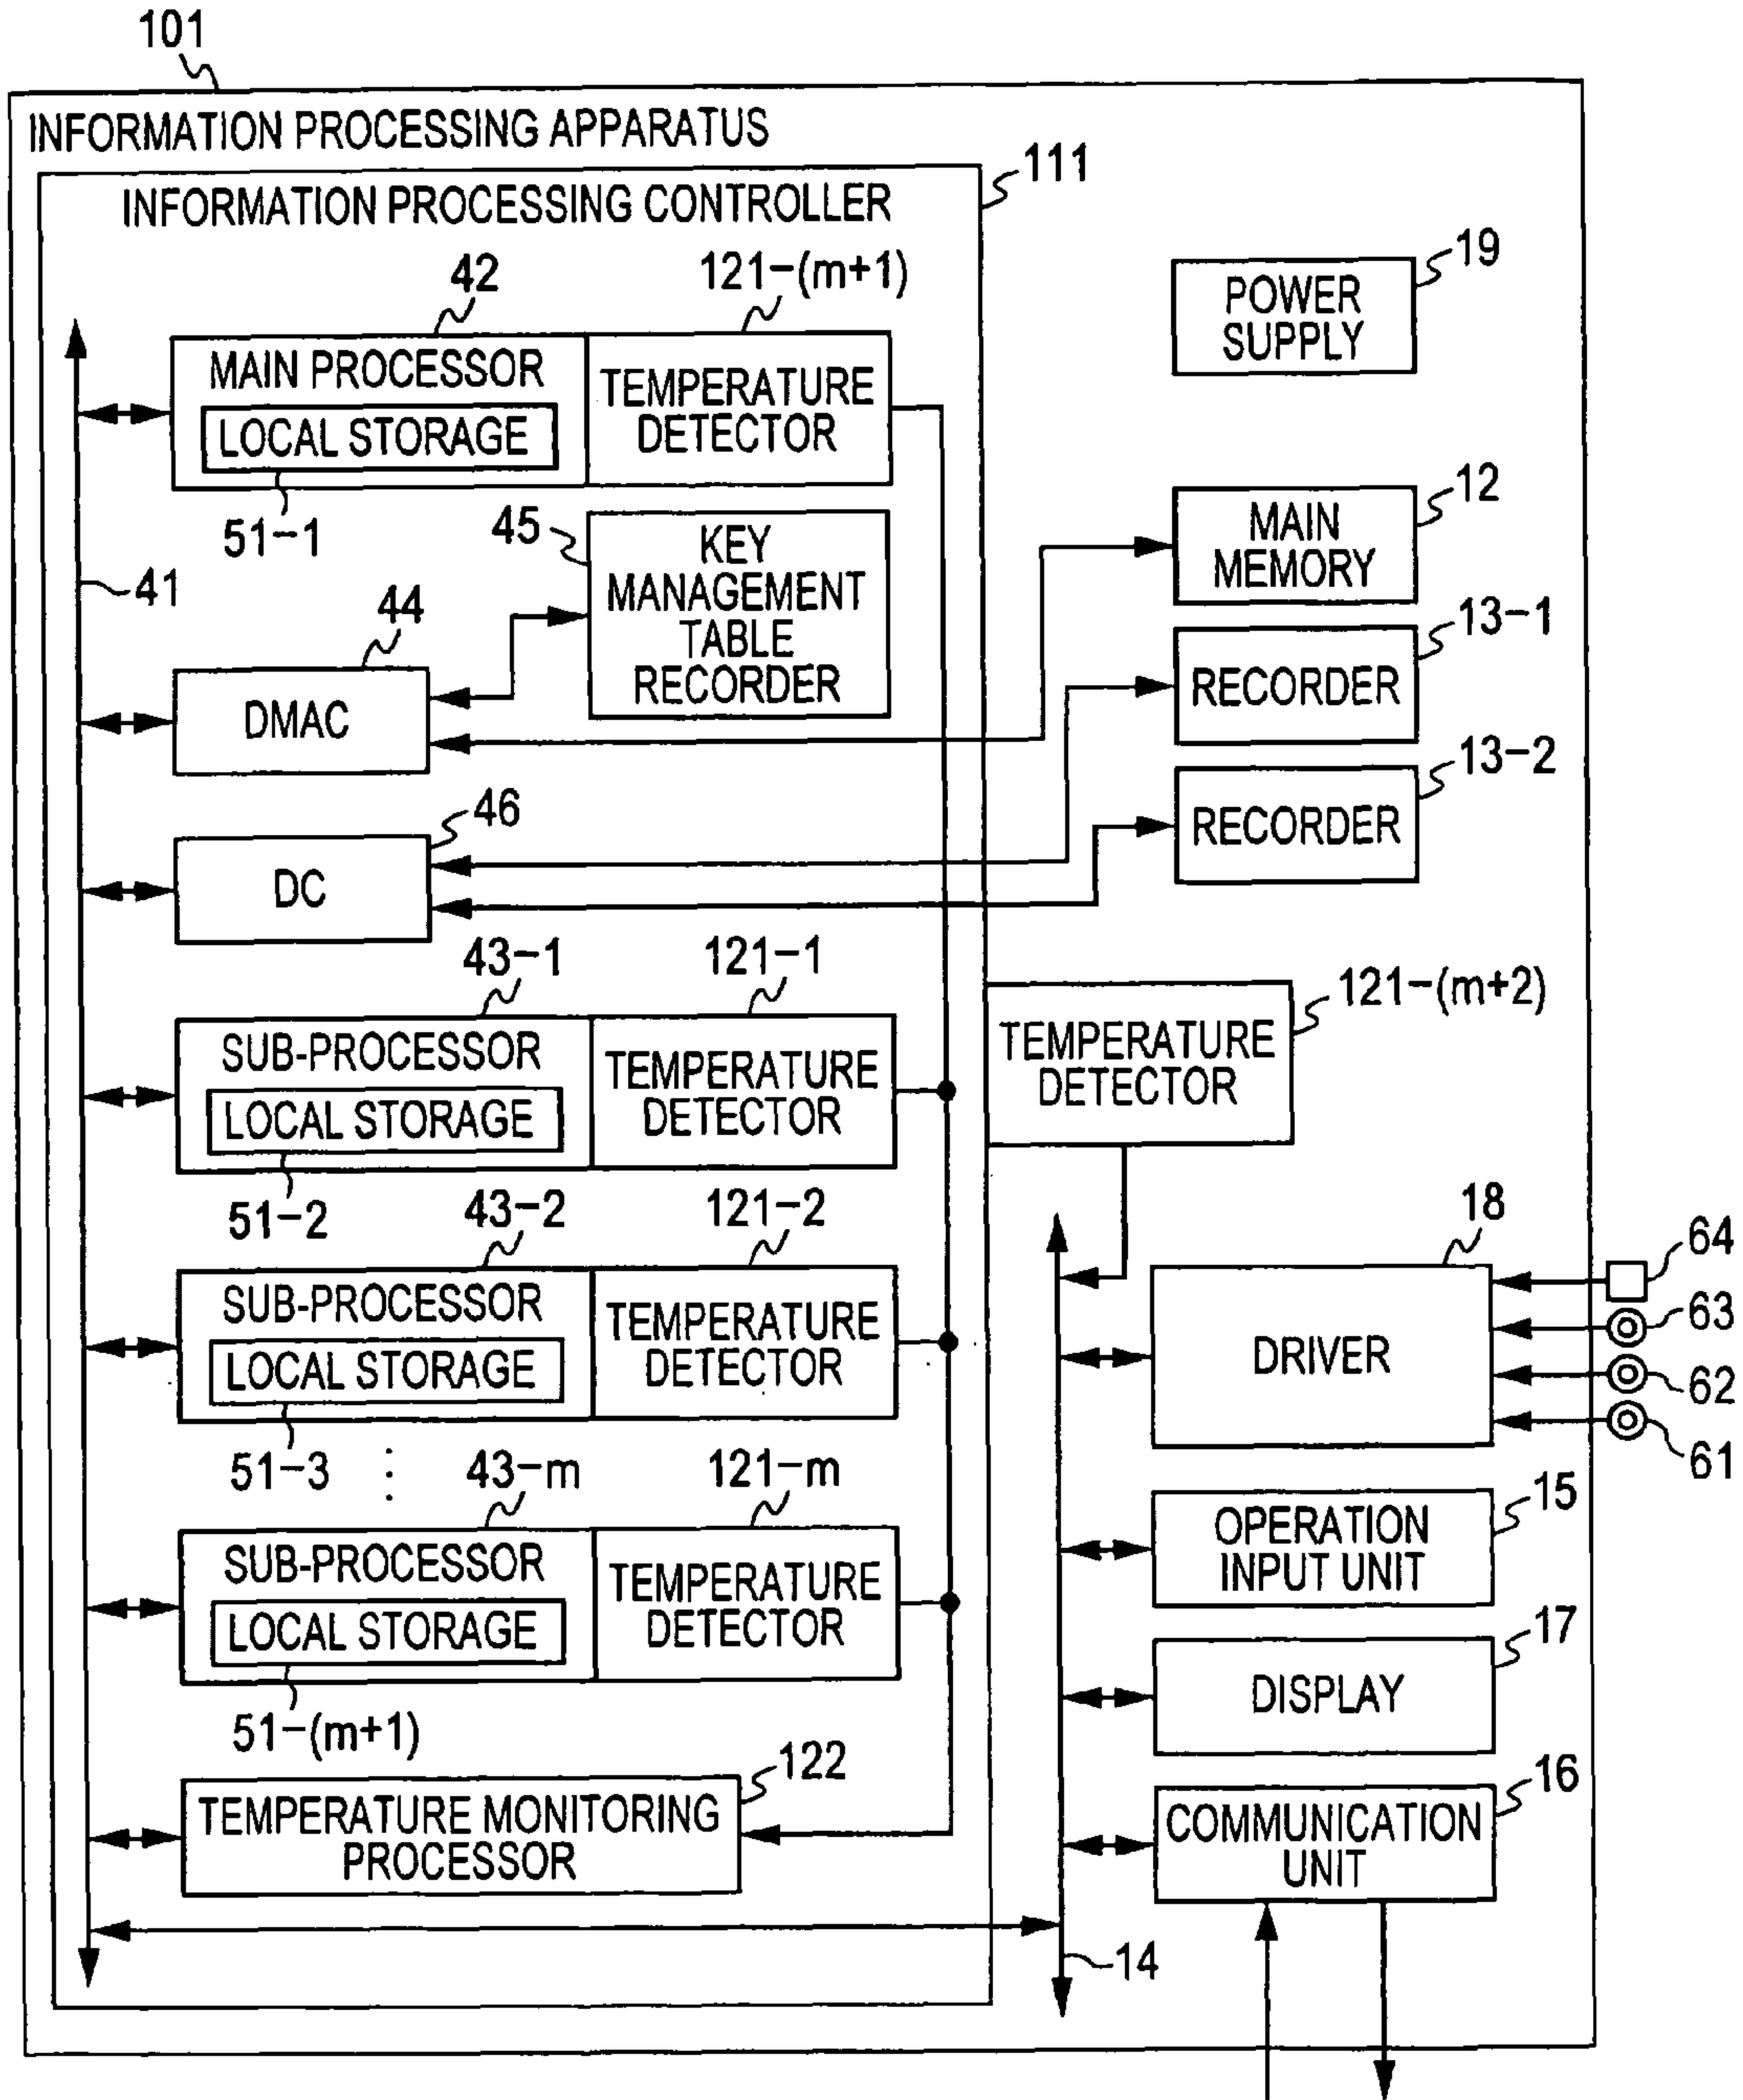 101
INFORMATION PROCESSING APPARATUS
111
INFORMATION PROCESSING CONTROLLER
42
121-(m+1)
19
POWER
SUPPLY
MAIN PROCESSOR
LOCAL STORAGE
TEMPERATURE
DETECTOR
51-1
45
KEY
MANAGEMENT
TABLE
RECORDER
12
MAIN
MEMORY
41
44
DMAC
13-1
RECORDER
13-2
RECORDER
46
DC
43-1
121-1
SUB-PROCESSOR
LOCAL STORAGE
TEMPERATURE
DETECTOR
51-2
121-(m+2)
TEMPERATURE
DETECTOR
43-2
121-2
SUB-PROCESSOR
LOCAL STORAGE
TEMPERATURE
DETECTOR
51-3
18
DRIVER
64
63
62
61
43-m
121-m
SUB-PROCESSOR
LOCAL STORAGE
TEMPERATURE
DETECTOR
51-(m+1)
15
OPERATION
INPUT UNIT
17
DISPLAY
122
TEMPERATURE MONITORING
PROCESSOR
16
COMMUNICATION
UNIT
14